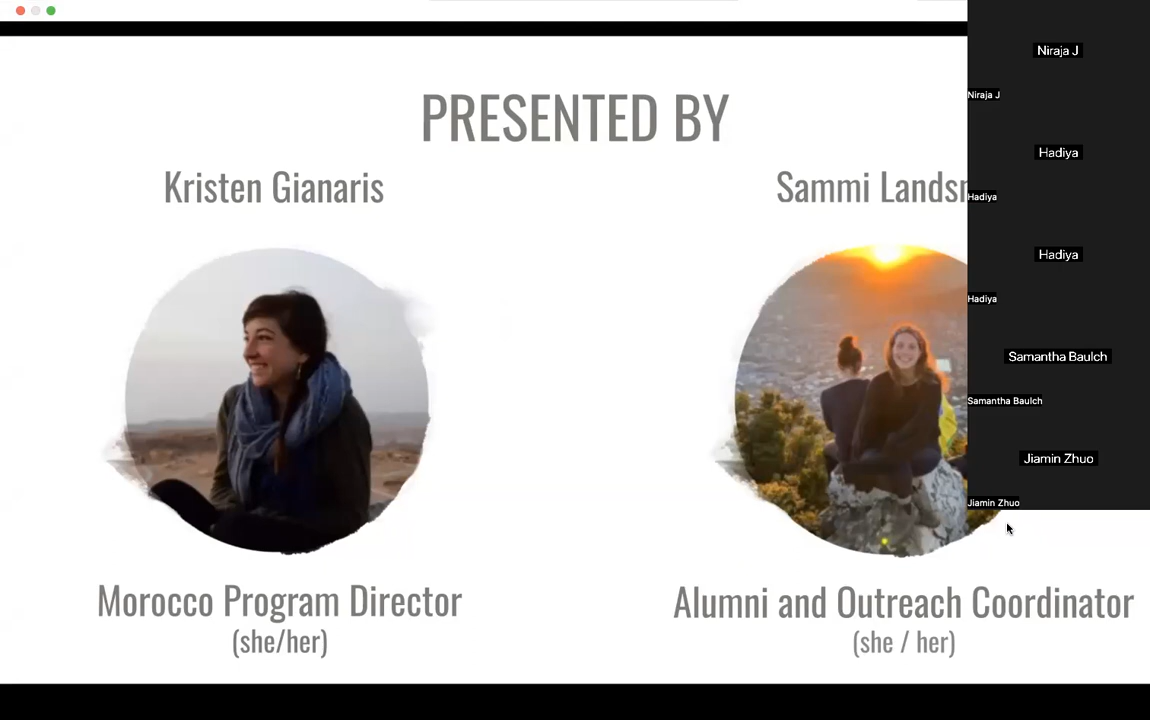 PRESENTED BY
Kristen Gianaris
Sammi
Morocco Program Director
(she/her)
Alumni and Outreach Coordinator
(she / her)
Niraja J
Niraja J
Hadiya
Hadiya
Hadiya
Hadiya
Samantha Baulch
Samantha Baulch
Jiamin Zhuo
Jiamin Zhuo